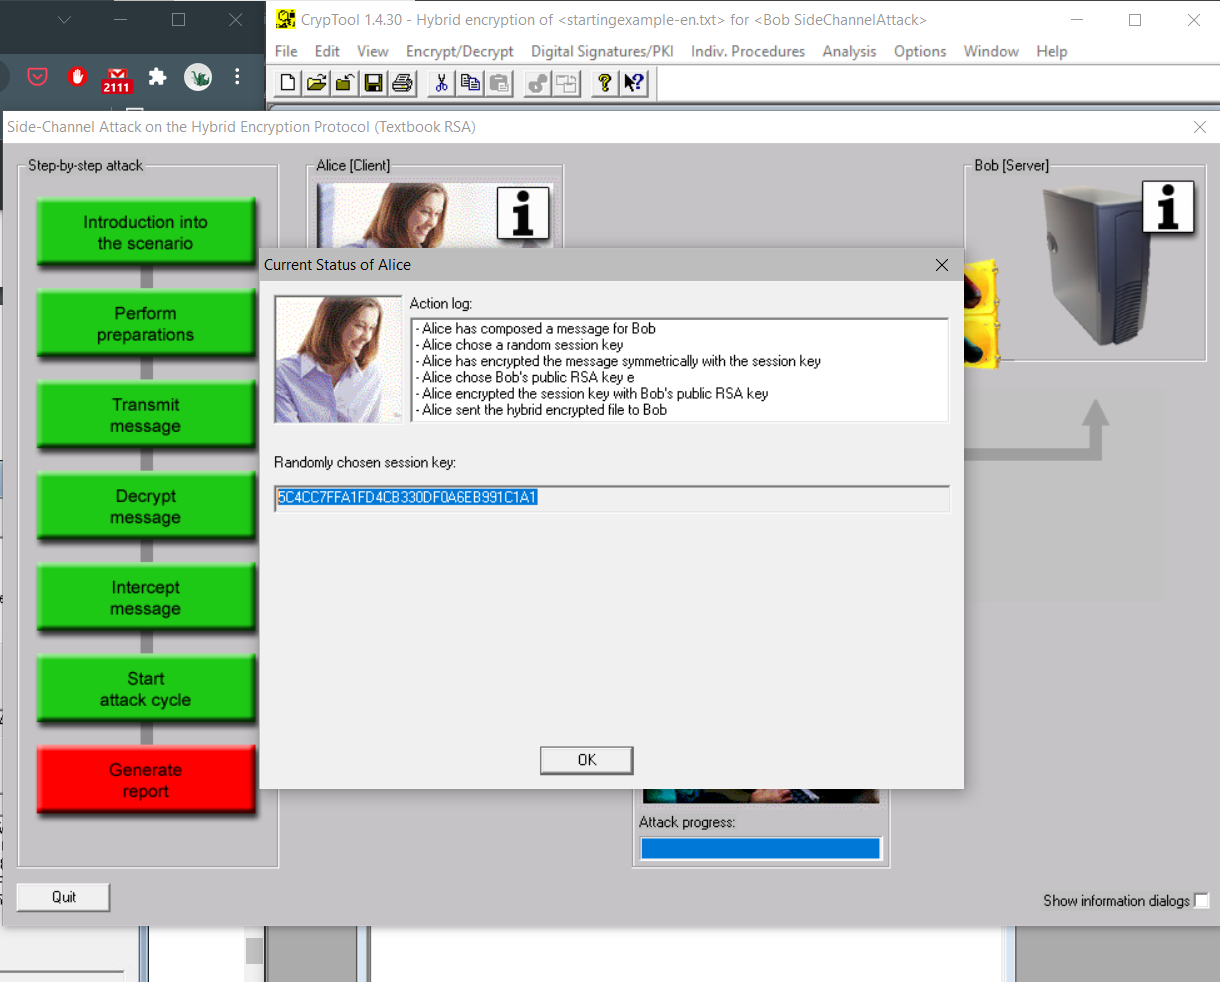 CrypTool 1.4.30 - Hybrid encryption of <startingexample-en.txt> for <Bob SideChannelAttack>
File Edit View Encrypt/Decrypt Digital Signatures/PKI Indiv. Procedures Analysis Options Window Help
2111
Side-Channel Attack on the Hybrid Encryption Protocol (Textbook RSA)
Step-by-step attack
Introduction into
the scenario
Perform
preparations
Transmit
message
Decrypt
message
Intercept
message
Start
attack cycle
Generate
report
Alice [Client]
i
Bob [Server]
i
Current Status of Alice
Action log:
- Alice has composed a message for Bob
- Alice chose a random session key
- Alice has encrypted the message symmetrically with the session key
- Alice chose Bob's public RSA key e
- Alice encrypted the session key with Bob's public RSA key
- Alice sent the hybrid encrypted file to Bob
Randomly chosen session key:
5C4CC7FFA1FD4CB330DF0A6EB991C1A1
OK
Attack progress:
Quit
Show information dialogs